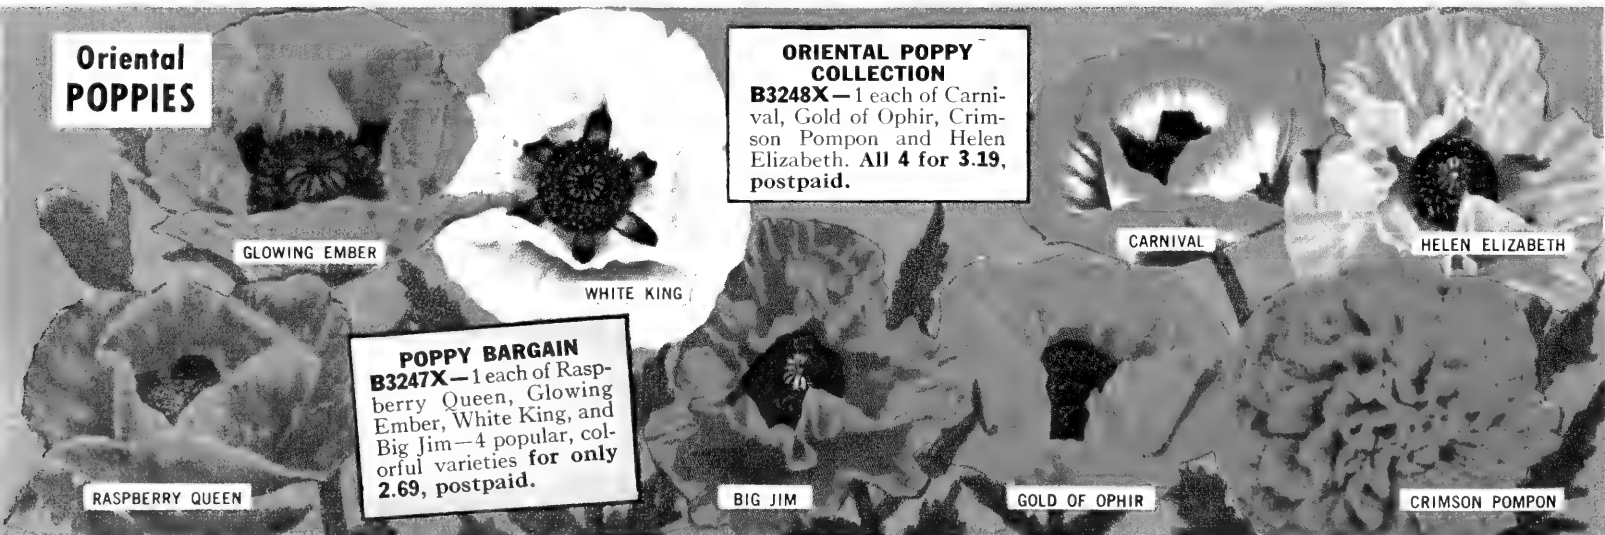 Oriental
POPPIES
ORIENTAL POPPY
COLLECTION
B3248X—1 each of Carni-
val, Gold of Ophir, Crim-
son Pompon and Helen
Elizabeth. All 4 for 3.19,
postpaid.
GLOWING EMBER
WHITE KING
CARNIVAL
HELEN ELIZABETH
POPPY BARGAIN
B3247X—1 each of Rasp-
berry Queen, Glowing
Ember, White King, and
Big Jim—4 popular, col-
orful varieties for only
2.69, postpaid.
RASPBERRY QUEEN
BIG JIM
GOLD OF OPHIR
CRIMSON POMPON